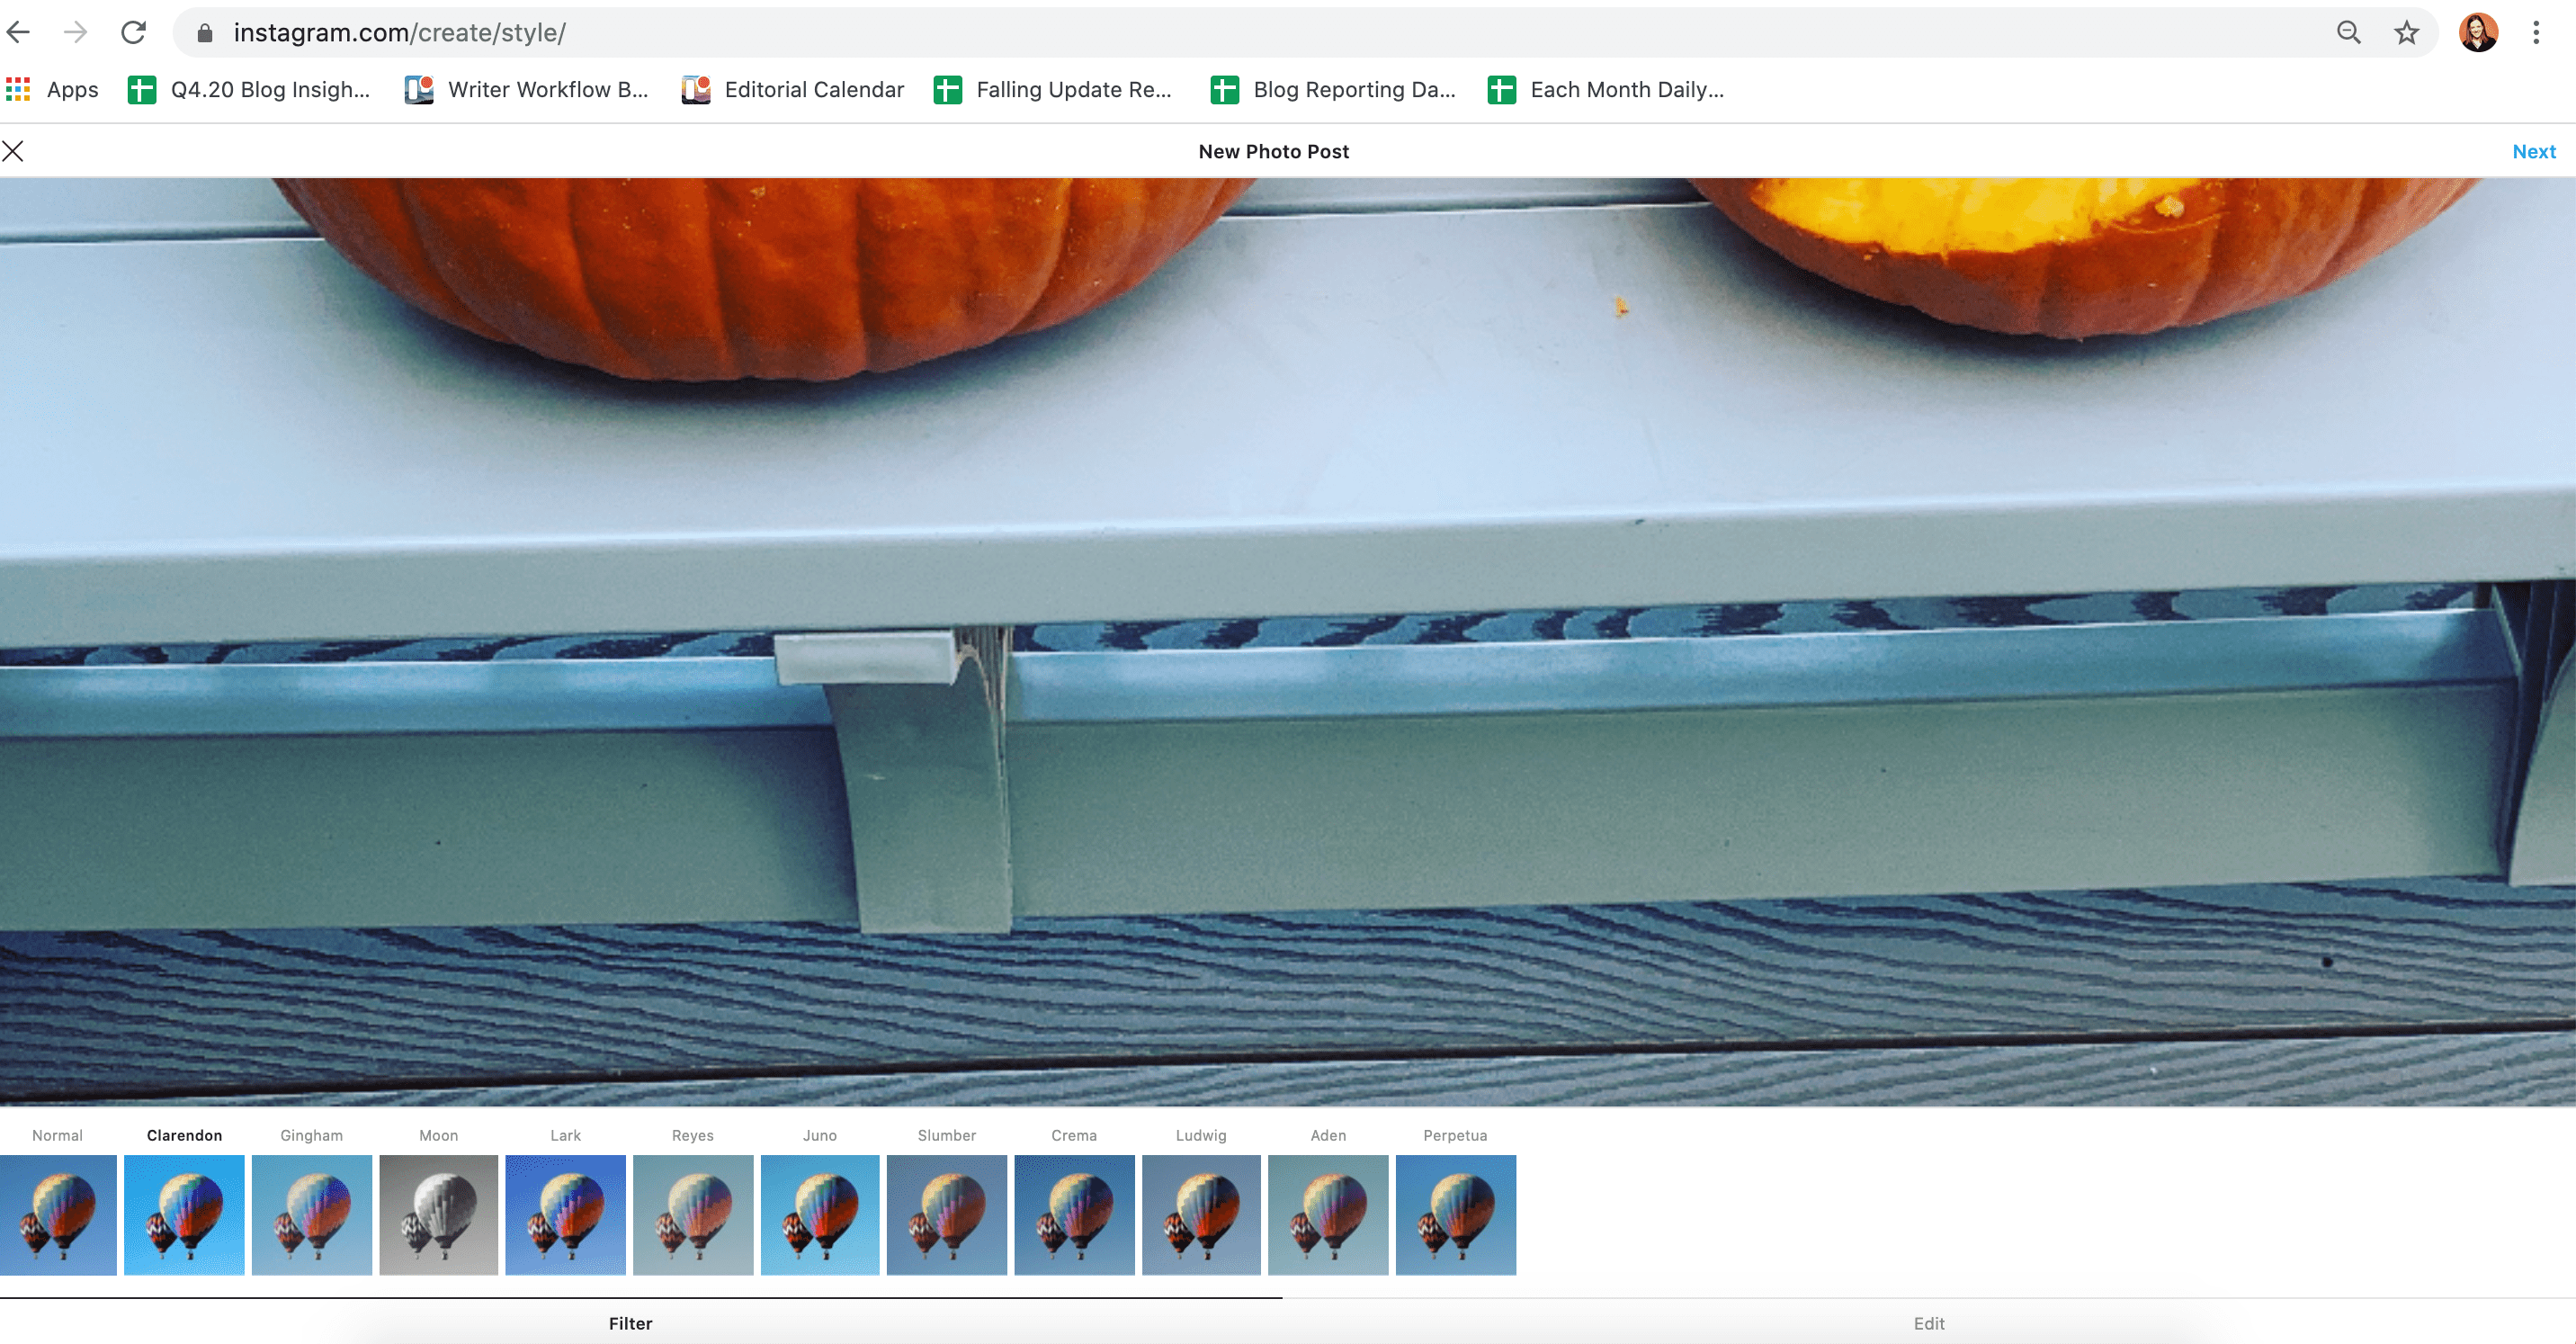 instagram.com/create/style/
Apps Q4.20 Blog Insigh... Writer Workflow B... Editorial Calendar Falling Update Re... Blog Reporting Da... Each Month Daily...
New Photo Post Next
Normal Clarendon Gingham Moon Lark Reyes Juno Slumber Crema Ludwig Aden Perpetua
Filter Edit